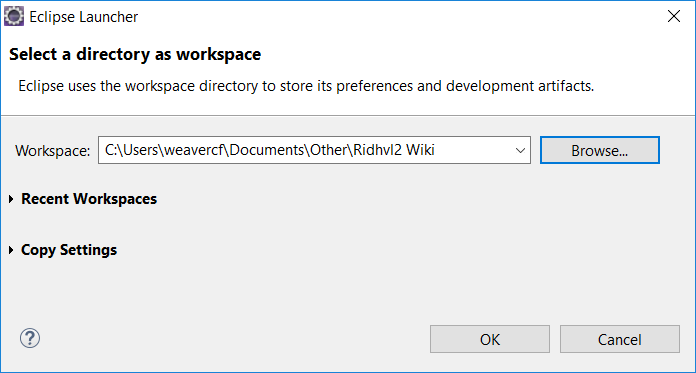 Eclipse Launcher
Select a directory as workspace
Eclipse uses the workspace directory to store its preferences and development artifacts.
Workspace: C:\Users\weavercf\Documents\Other\Ridhvl2 Wiki Browse...
Recent Workspaces
Copy Settings
? OK Cancel